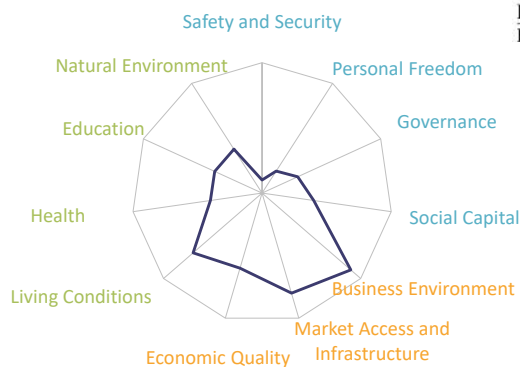 Safety and Security
Natural Environment
Personal Freedom
Education
Governance
Health
Social Capital
Living Conditions
Business Environment
Market Access and
Infrastructure
Economic Quality